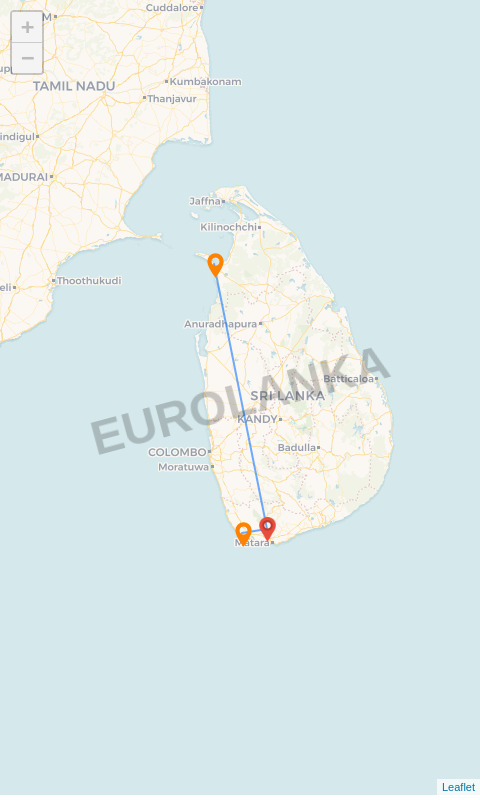 Cuddalore
M
+
−
TAMIL NADU
Kumbakonam
Thanjavur
indigul
MADURAI
Jaffna
Kilinochchi
Thoothukudi
eli
Anuradhapura
Batticaloa
SRI LANKA
EUROLANKA
KANDY
Badulla
COLOMBO
Moratuwa
Matara
Leaflet